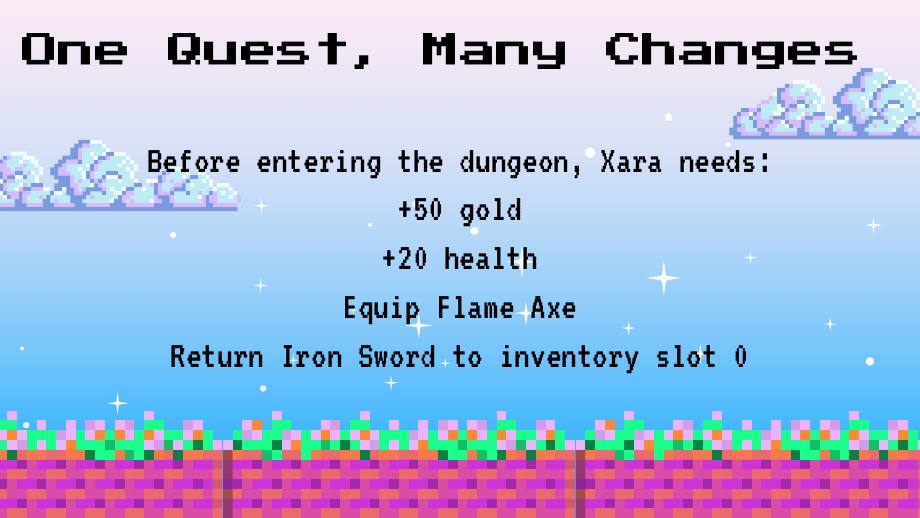 One Quest, Many Changes
Before entering the dungeon, Xara needs:
+50 gold
+20 health
Equip Flame Axe
Return Iron Sword to inventory slot 0